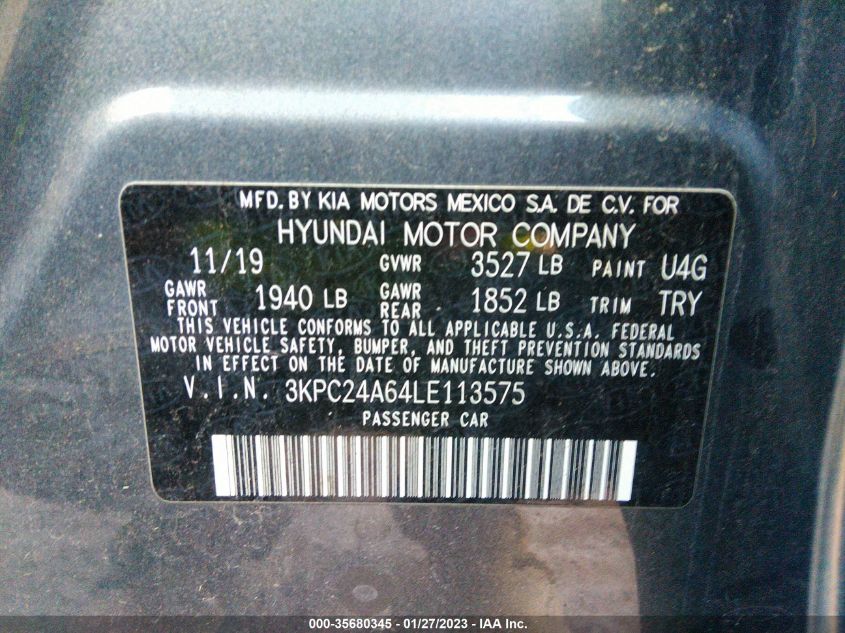 MFD. BY KIA MOTORS MEXICO S.A. DE C.V. FOR
HYUNDAI MOTOR COMPANY
11/19 GVWR 3527 LB PAINT U4G
GAWR FRONT 1940 LB GAWR REAR 1852 LB TRIM TRY
THIS VEHICLE CONFORMS TO ALL APPLICABLE U.S.A. FEDERAL
MOTOR VEHICLE SAFETY, BUMPER, AND THEFT PREVENTION STANDARDS
IN EFFECT ON THE DATE OF MANUFACTURE SHOWN ABOVE.
V.I.N. 3KPC24A64LE113575
PASSENGER CAR
000-35680345 / 01/27/2023 - © IAA Inc.